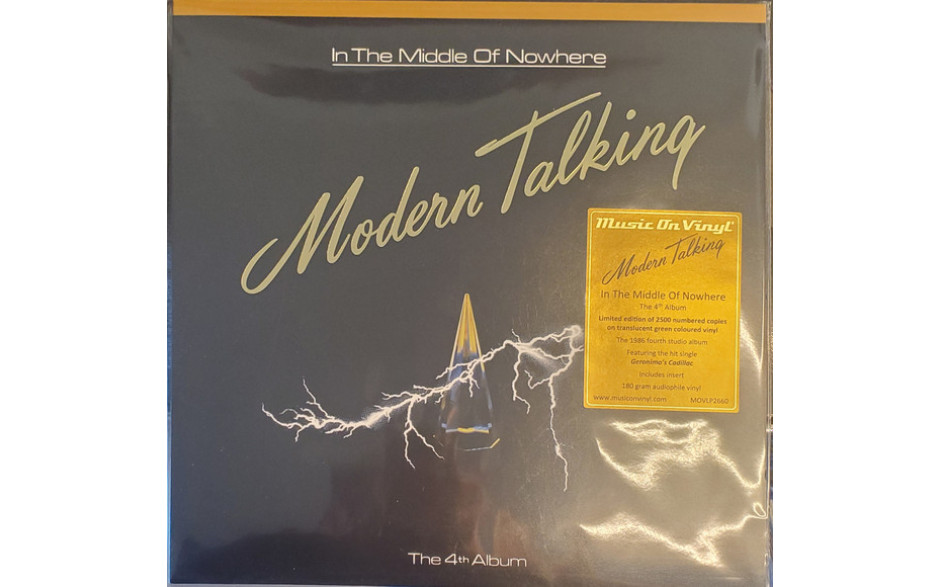 In The Middle Of Nowhere
Modern Talking
Music On Vinyl®
Modern Talking
In The Middle Of Nowhere
The 4th Album
Limited edition of 2500 numbered copies
on translucent green coloured vinyl
The 1986 fourth studio album
Featuring the hit single
Geronimo's Cadillac
Includes insert
180 gram audiophile vinyl
www.musiconvinyl.com MOVLP2660
The 4th Album